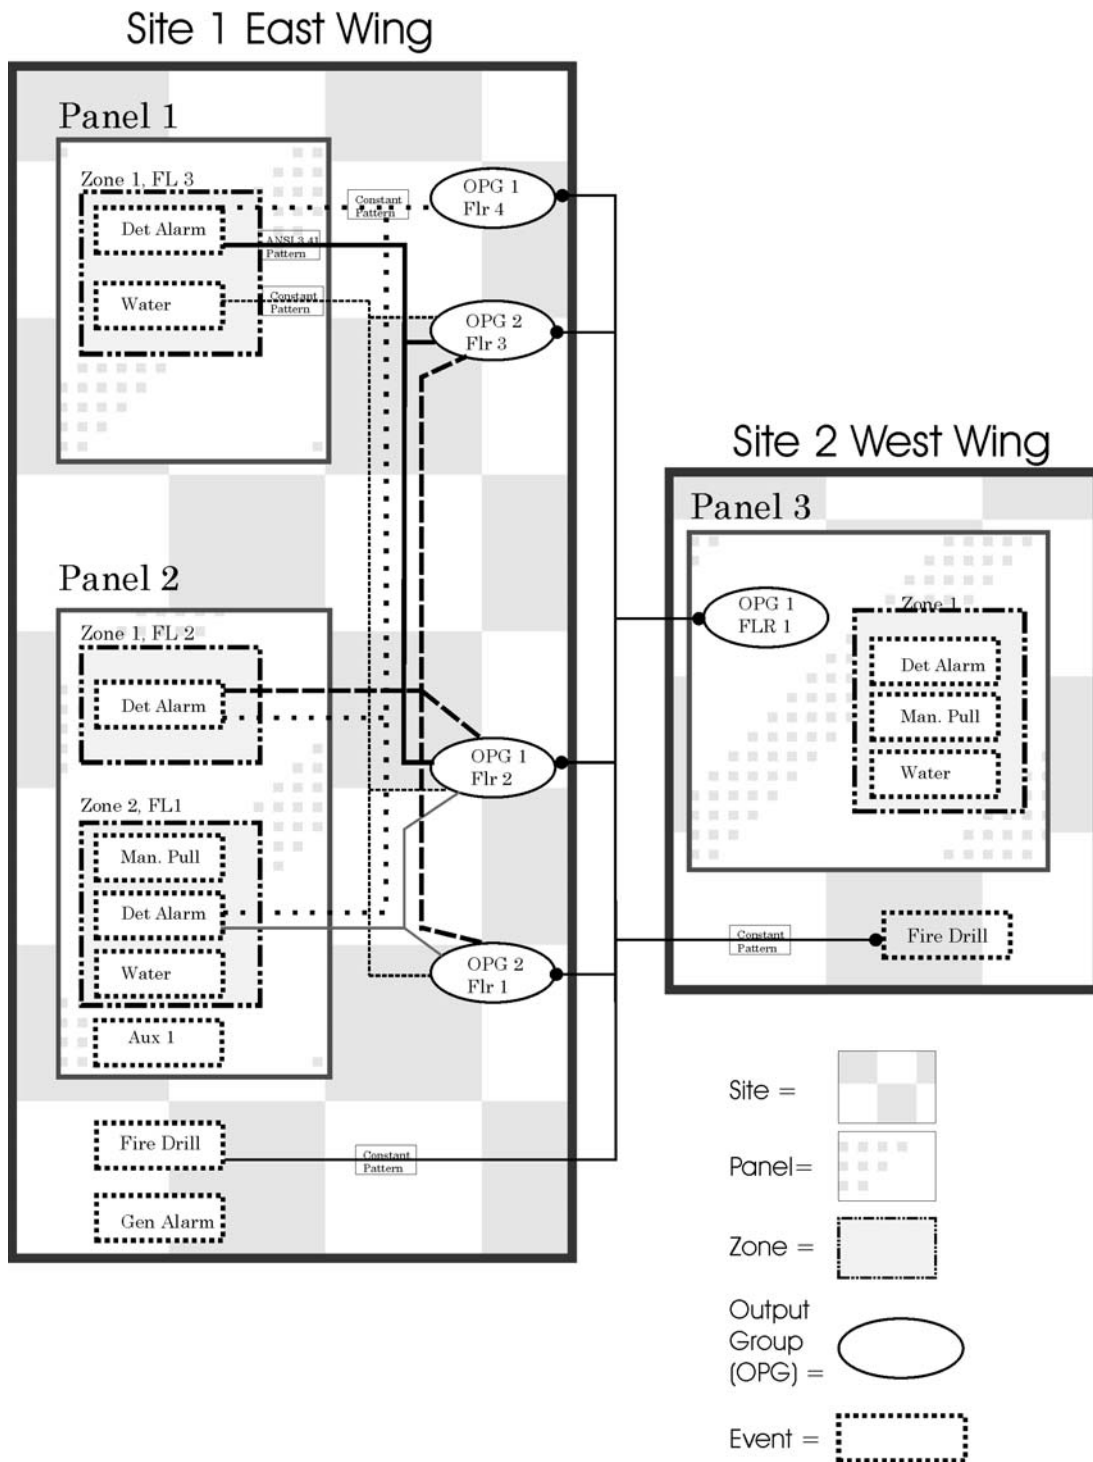 Site 1 East Wing
Panel 1
Zone 1, FL 3
Det Alarm
Water
Constant
Pattern
ANSI 3.41
Pattern
Constant
Pattern
OPG 1
Flr 4
OPG 2
Flr 3
Panel 2
Zone 1, FL 2
Det Alarm
Zone 2, FL1
Man. Pull
Det Alarm
Water
Aux 1
OPG 1
Flr 2
OPG 2
Flr 1
Fire Drill
Constant
Pattern
Gen Alarm
Site 2 West Wing
Panel 3
OPG 1
FLR 1
Zone 1
Det Alarm
Man. Pull
Water
Constant
Pattern
Fire Drill
Site =
Panel=
Zone =
Output
Group
(OPG) =
Event =